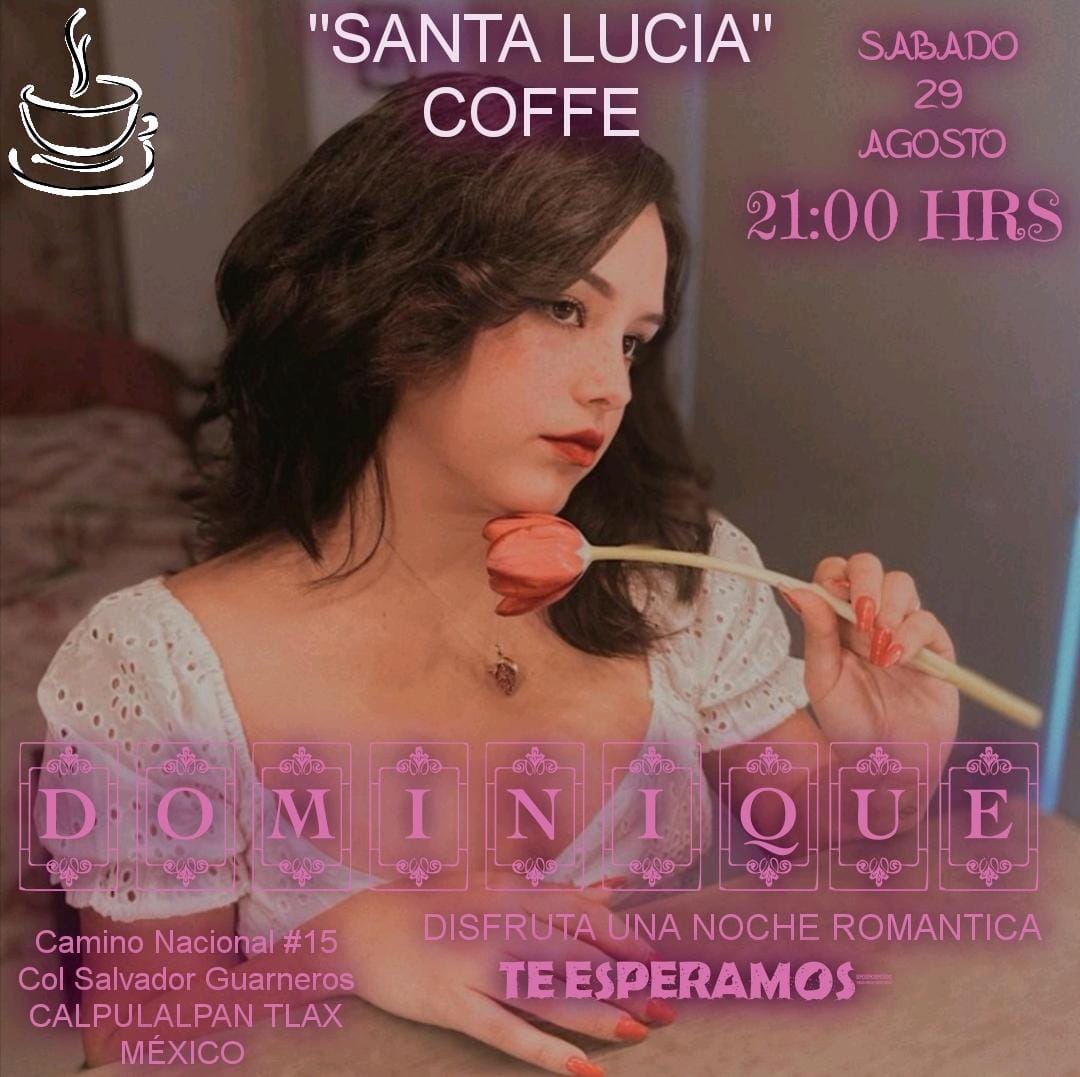 "SANTA LUCIA"
COFFE
SABADO
29
AGOSTO
21:00 HRS
DOMINIQUE
DISFRUTA UNA NOCHE ROMANTICA
TE ESPERAMOS
Camino Nacional #15
Col Salvador Guarneros
CALPULALPAN TLAX
MÉXICO